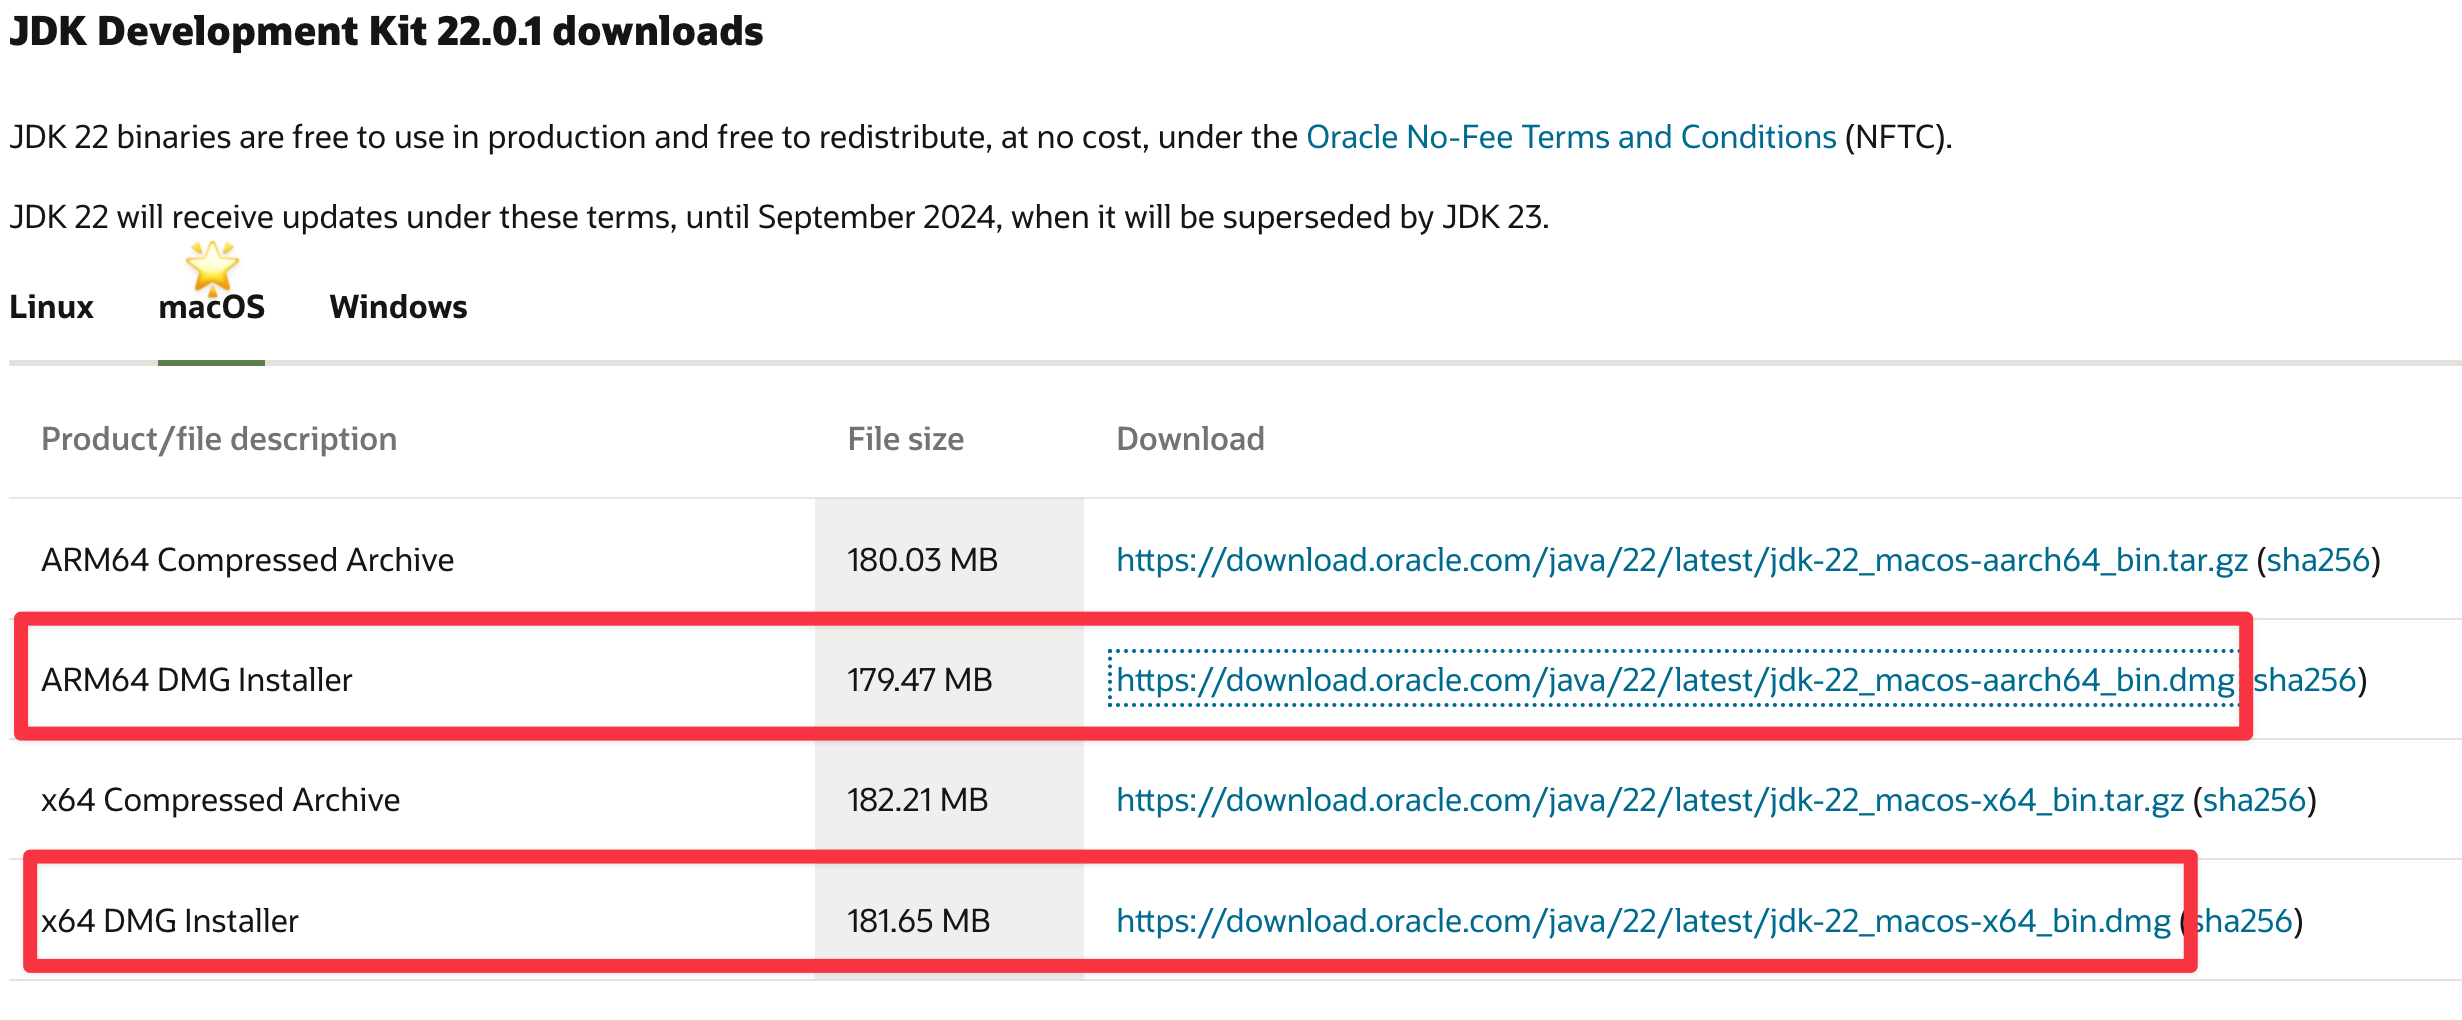 JDK Development Kit 22.0.1 downloads
JDK 22 binaries are free to use in production and free to redistribute, at no cost, under the Oracle No-Fee Terms and Conditions (NFTC).
JDK 22 will receive updates under these terms, until September 2024, when it will be superseded by JDK 23.
Linux macOS Windows
Product/file description File size Download
ARM64 Compressed Archive 180.03 MB https://download.oracle.com/java/22/latest/jdk-22_macos-aarch64_bin.tar.gz (sha256)
ARM64 DMG Installer 179.47 MB https://download.oracle.com/java/22/latest/jdk-22_macos-aarch64_bin.dmg sha256)
x64 Compressed Archive 182.21 MB https://download.oracle.com/java/22/latest/jdk-22_macos-x64_bin.tar.gz (sha256)
x64 DMG Installer 181.65 MB https://download.oracle.com/java/22/latest/jdk-22_macos-x64_bin.dmg (sha256)